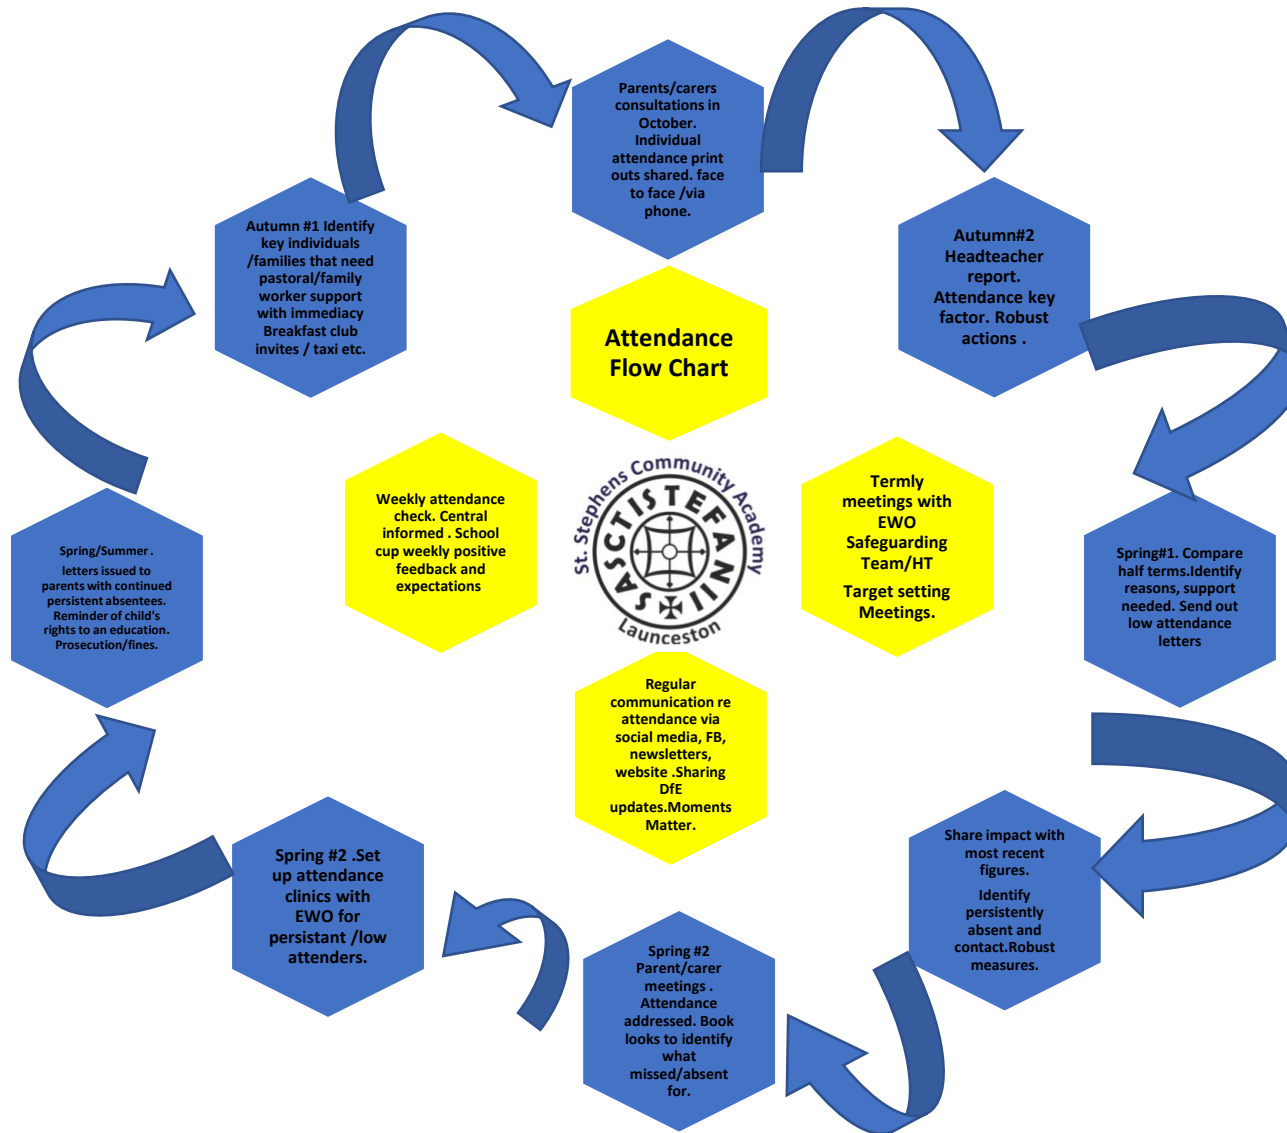 Parents/carers
consultations in
October.
Individual
attendance print
outs shared. face
to face /via
phone.
Autumn #1 Identify
key individuals
/families that need
pastoral/family
worker support
with immediacy
Breakfast club
invites / taxi etc.
Autumn#2
Headteacher
report.
Attendance key
factor. Robust
actions .
Attendance
Flow Chart
Weekly attendance
check. Central
informed . School
cup weekly positive
feedback and
expectations
St. Stephens Community Academy
SASCTISTEFANII
Launceston
Termly
meetings with
EWO
Safeguarding
Team/HT
Target setting
Meetings.
Spring/Summer .
letters issued to
parents with continued
persistent absentees.
Reminder of child's
rights to an education.
Prosecution/fines.
Spring#1. Compare
half terms.Identify
reasons, support
needed. Send out
low attendance
letters
Regular
communication re
attendance via
social media, FB,
newsletters,
website .Sharing
DfE
updates.Moments
Matter.
Spring #2 .Set
up attendance
clinics with
EWO for
persistant /low
attenders.
Share impact with
most recent
figures.
Identify
persistently
absent and
contact.Robust
measures.
Spring #2
Parent/carer
meetings .
Attendance
addressed. Book
looks to identify
what
missed/absent
for.